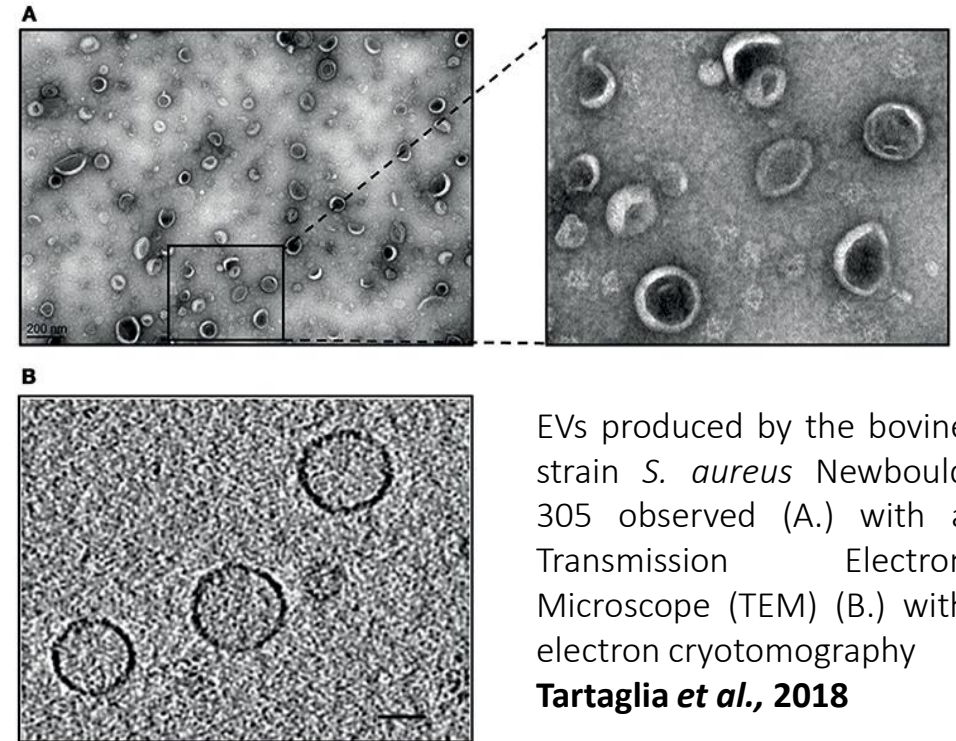 A
200 nm
B
EVs produced by the bovine
strain S. aureus Newbould
305 observed (A.) with a
Transmission Electron
Microscope (TEM) (B.) with
electron cryotomography
Tartaglia et al., 2018